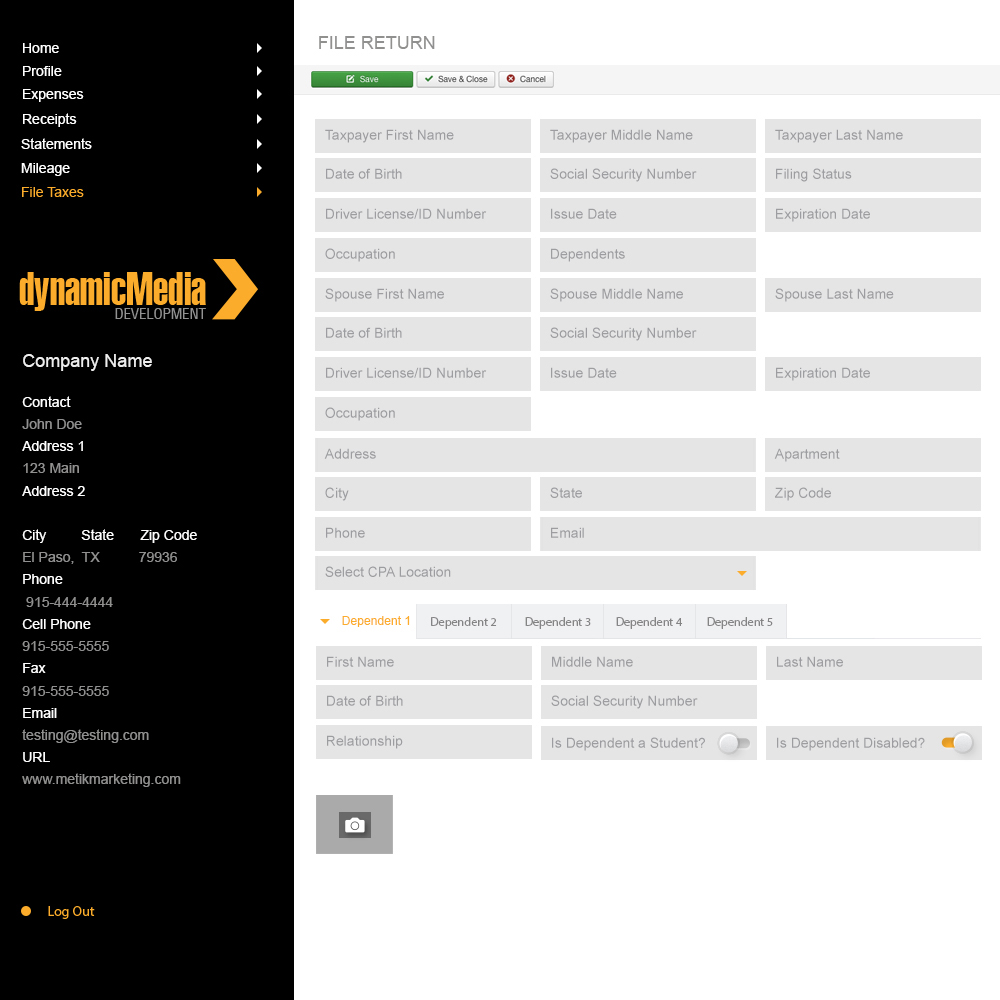 Home
Profile
Expenses
Receipts
Statements
Mileage
File Taxes
dynamicMedia
DEVELOPMENT
Company Name
Contact
John Doe
Address 1
123 Main
Address 2
City State Zip Code
El Paso, TX 79936
Phone
915-444-4444
Cell Phone
915-555-5555
Fax
915-555-5555
Email
testing@testing.com
URL
www.metikmarketing.com
Log Out
FILE RETURN
Save Save & Close Cancel
Taxpayer First Name Taxpayer Middle Name Taxpayer Last Name
Date of Birth Social Security Number Filing Status
Driver License/ID Number Issue Date Expiration Date
Occupation Dependents
Spouse First Name Spouse Middle Name Spouse Last Name
Date of Birth Social Security Number
Driver License/ID Number Issue Date Expiration Date
Occupation
Address Apartment
City State Zip Code
Phone Email
Select CPA Location
Dependent 1 Dependent 2 Dependent 3 Dependent 4 Dependent 5
First Name Middle Name Last Name
Date of Birth Social Security Number
Relationship Is Dependent a Student? Is Dependent Disabled?